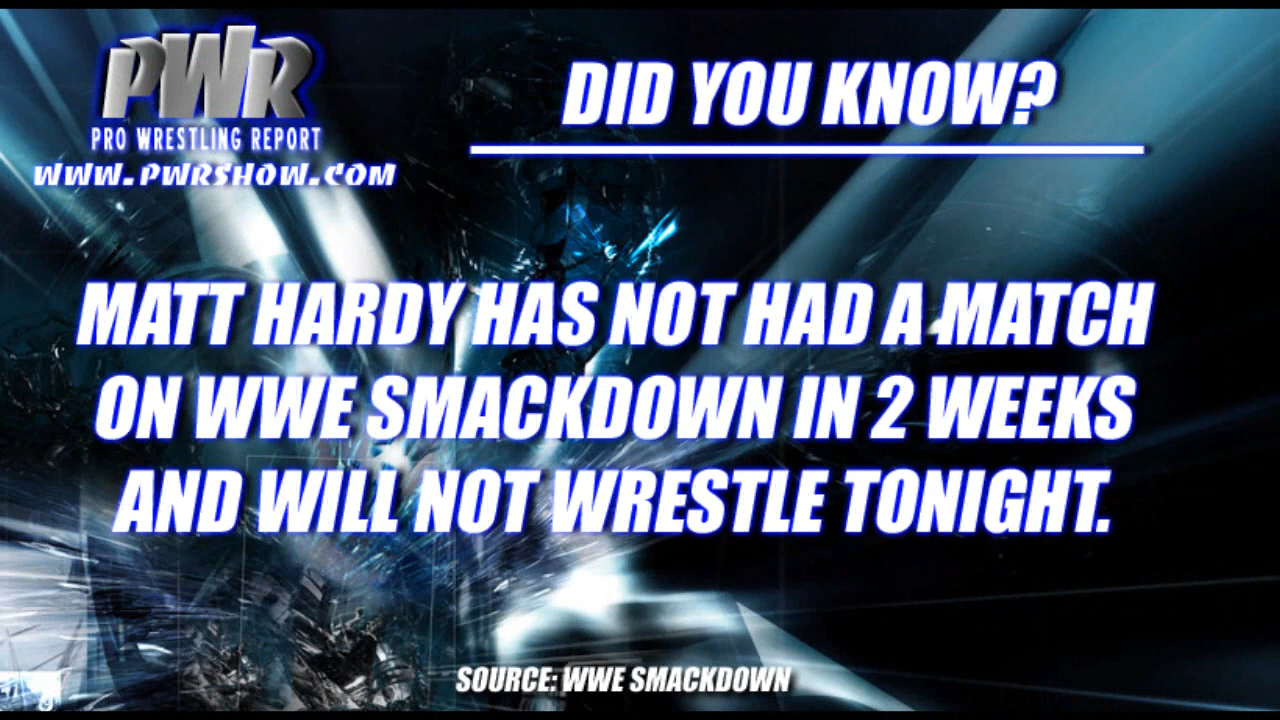 PWR
PRO WRESTLING REPORT
WWW.PWRSHOW.COM
DID YOU KNOW?
MATT HARDY HAS NOT HAD A MATCH
ON WWE SMACKDOWN IN 2 WEEKS
AND WILL NOT WRESTLE TONIGHT.
SOURCE: WWE SMACKDOWN